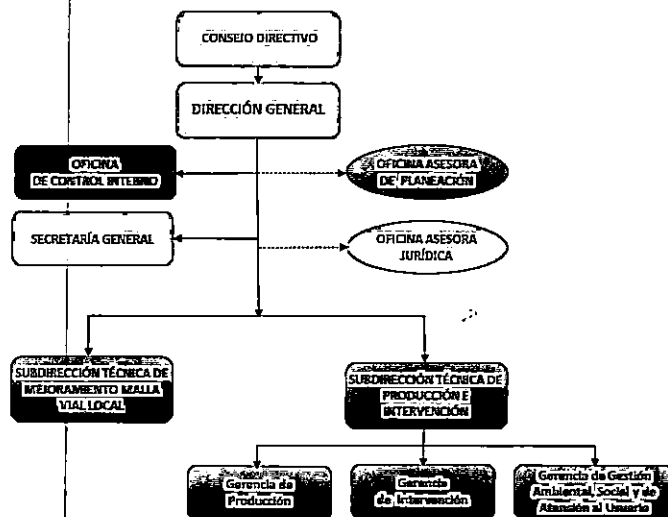 CONSEJO DIRECTIVO
DIRECCIÓN GENERAL
OFICINA
DE CONTROL INTERNO
OFICINA ASESORA
DE PLANEACIÓN
SECRETARÍA GENERAL
OFICINA ASESORA
JURÍDICA
SUBDIRECCIÓN TÉCNICA DE
MEJORAMIENTO MALLA
VIAL LOCAL
SUBDIRECCIÓN TÉCNICA DE
PRODUCCIÓN E
INTERVENCIÓN
Gerencia de
Producción
Gerencia
de Intervención
Gerencia de Gestión
Ambiental, Social y de
Atención al Usuario